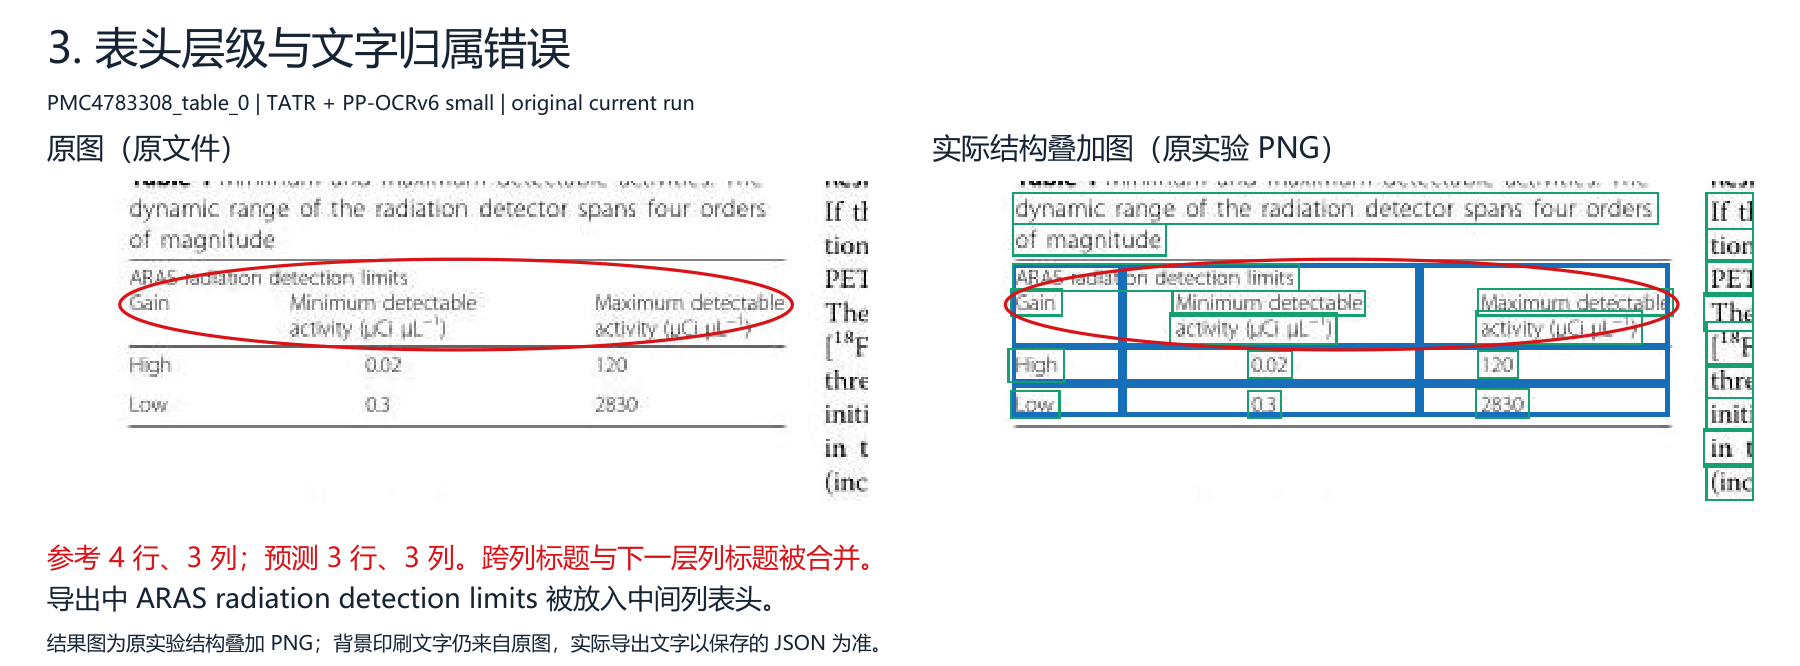 3. 表头层级与文字归属错误
PMC4783308_table_0 | TATR + PP-OCRv6 small | original current run
原图（原文件）
dynamic range of the radiation detector spans four orders
of magnitude
ARAS radiation detection limits
Gain Minimum detectable activity (µCi µL⁻¹) Maximum detectable activity (µCi µL⁻¹)
High 0.02 120
Low 0.3 2830
If th
tion
PET
The
[¹⁸F
thre
initi
in t
(inc
实际结构叠加图（原实验 PNG）
dynamic range of the radiation detector spans four orders
of magnitude
ARAS radiation detection limits
Gain Minimum detectable activity (µCi µL⁻¹) Maximum detectable activity (µCi µL⁻¹)
High 0.02 120
Low 0.3 2830
If th
tion
PET
The
[¹⁸F
thre
initi
in t
(inc
参考 4 行、3 列；预测 3 行、3 列。跨列标题与下一层列标题被合并。
导出中 ARAS radiation detection limits 被放入中间列表头。
结果图为原实验结构叠加 PNG；背景印刷文字仍来自原图，实际导出文字以保存的 JSON 为准。